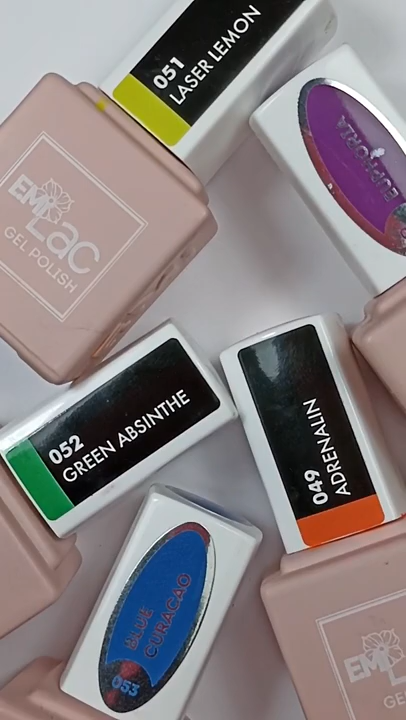 051
LASER LEMON
EUPHORIA
EMi
Lac
GEL POLISH
052
GREEN ABSINTHE
049
ADRENALIN
BLUE
CURACAO
053
EMi
GE